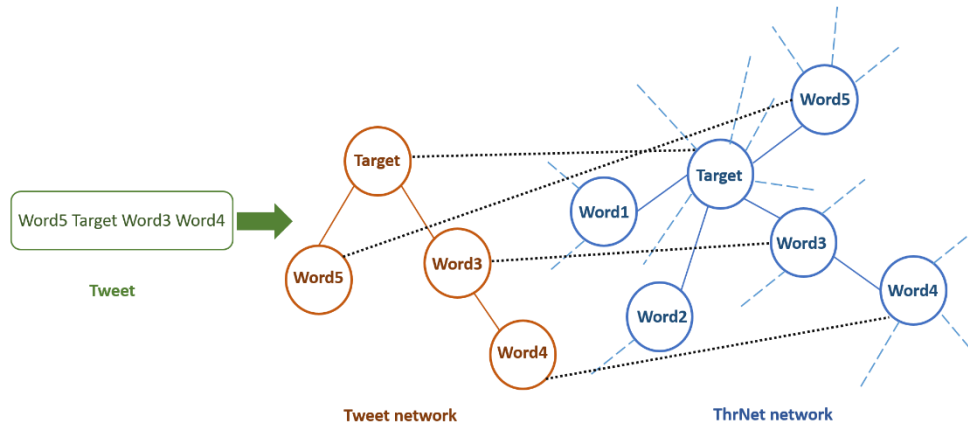 Word5 Target Word3 Word4
Tweet
Target
Word5
Word3
Word4
Tweet network
Word5
Target
Word1
Word3
Word4
Word2
ThrNet network